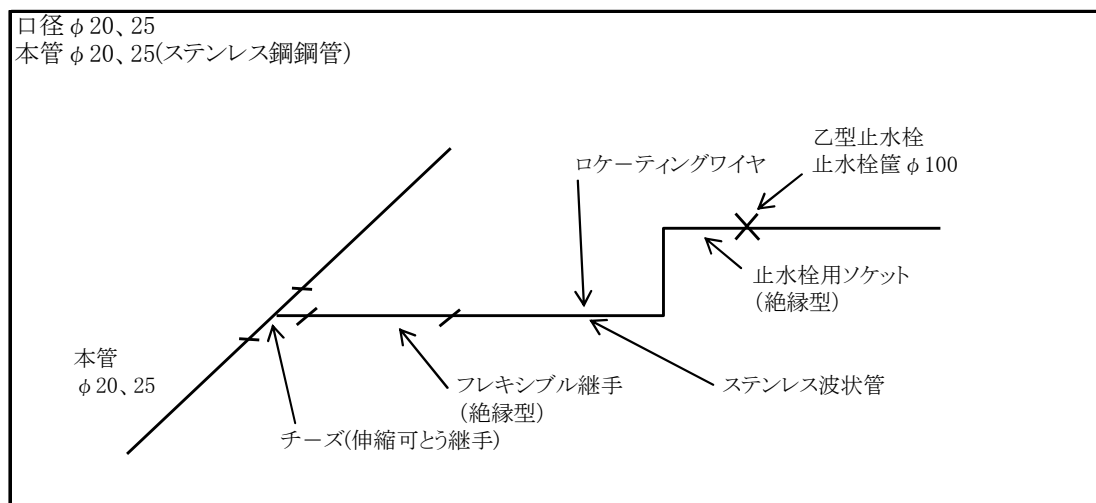 口径φ20、25
本管φ20、25(ステンレス鋼鋼管)
乙型止水栓
止水栓筐φ100
ロケーティングワイヤ
止水栓用ソケット
(絶縁型)
本管
φ20、25
フレキシブル継手
(絶縁型)
ステンレス波状管
チーズ(伸縮可とう継手)